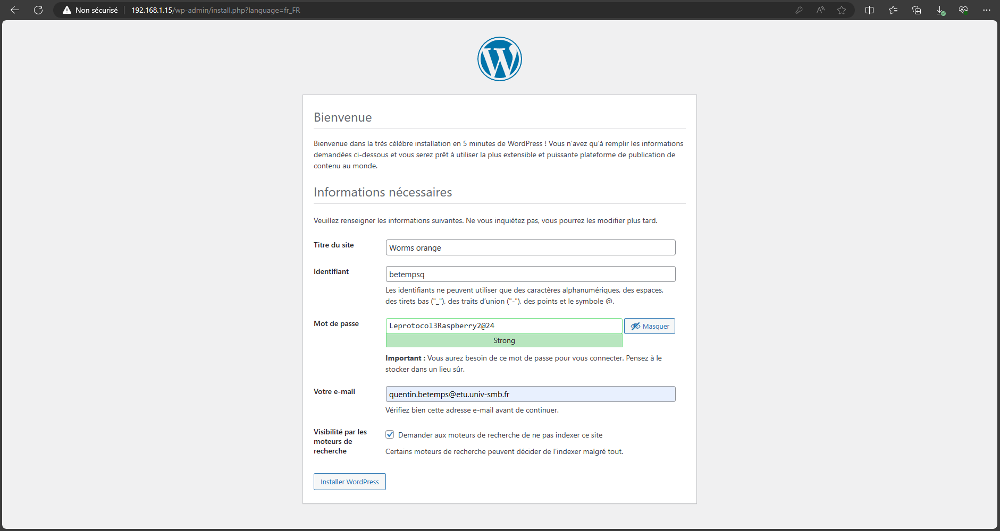 Non sécurisé
192.168.1.15/wp-admin/install.php?language=fr_FR
Bienvenue
Bienvenue dans la très célèbre installation en 5 minutes de WordPress ! Vous n’avez qu’à remplir les informations
demandées ci-dessous et vous serez prêt à utiliser la plus extensible et puissante plateforme de publication de
contenu au monde.
Informations nécessaires
Veuillez renseigner les informations suivantes. Ne vous inquiétez pas, vous pourrez les modifier plus tard.
Titre du site
Worms orange
Identifiant
betempsq
Les identifiants ne peuvent utiliser que des caractères alphanumériques, des espaces,
des tirets bas ("_"), des traits d’union ("-"), des points et le symbole @.
Mot de passe
Leprotocol3Raspberry2@24
Masquer
Strong
Important : Vous aurez besoin de ce mot de passe pour vous connecter. Pensez à le
stocker dans un lieu sûr.
Votre e-mail
quentin.betemps@etu.univ-smb.fr
Vérifiez bien cette adresse e-mail avant de continuer.
Visibilité par les
moteurs de
recherche
Demander aux moteurs de recherche de ne pas indexer ce site
Certains moteurs de recherche peuvent décider de l’indexer malgré tout.
Installer WordPress